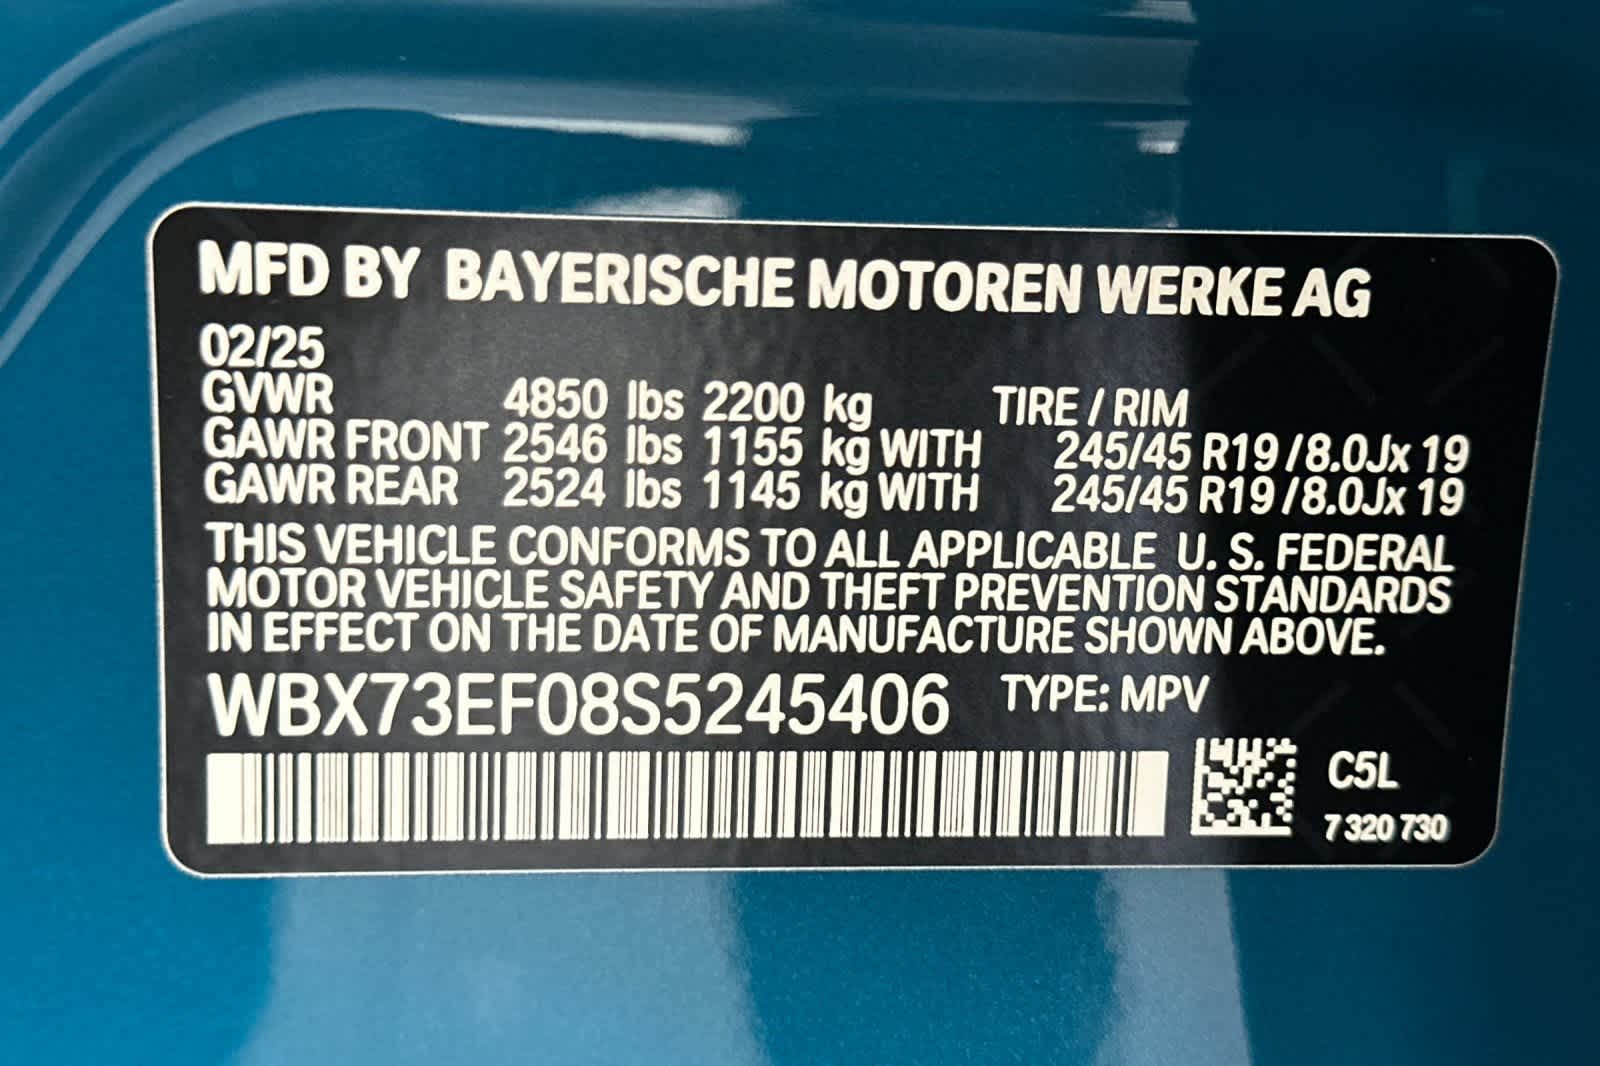 MFD BY BAYERISCHE MOTOREN WERKE AG
02/25
GVWR 4850 lbs 2200 kg TIRE / RIM
GAWR FRONT 2546 lbs 1155 kg WITH 245/45 R19 /8.0Jx 19
GAWR REAR 2524 lbs 1145 kg WITH 245/45 R19 /8.0Jx 19
THIS VEHICLE CONFORMS TO ALL APPLICABLE U. S. FEDERAL
MOTOR VEHICLE SAFETY AND THEFT PREVENTION STANDARDS
IN EFFECT ON THE DATE OF MANUFACTURE SHOWN ABOVE.
WBX73EF08S5245406 TYPE: MPV
C5L
7 320 730